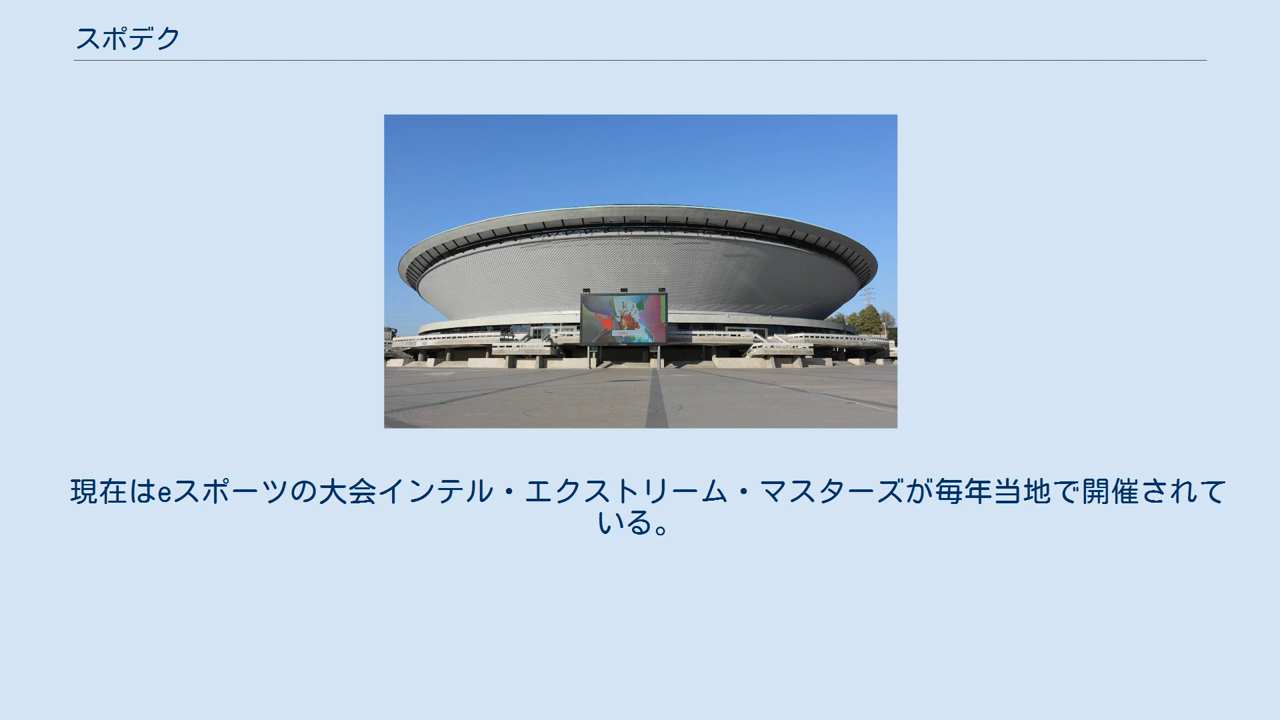 スポデク
現在はeスポーツの大会インテル・エクストリーム・マスターズが毎年当地で開催されて
いる。